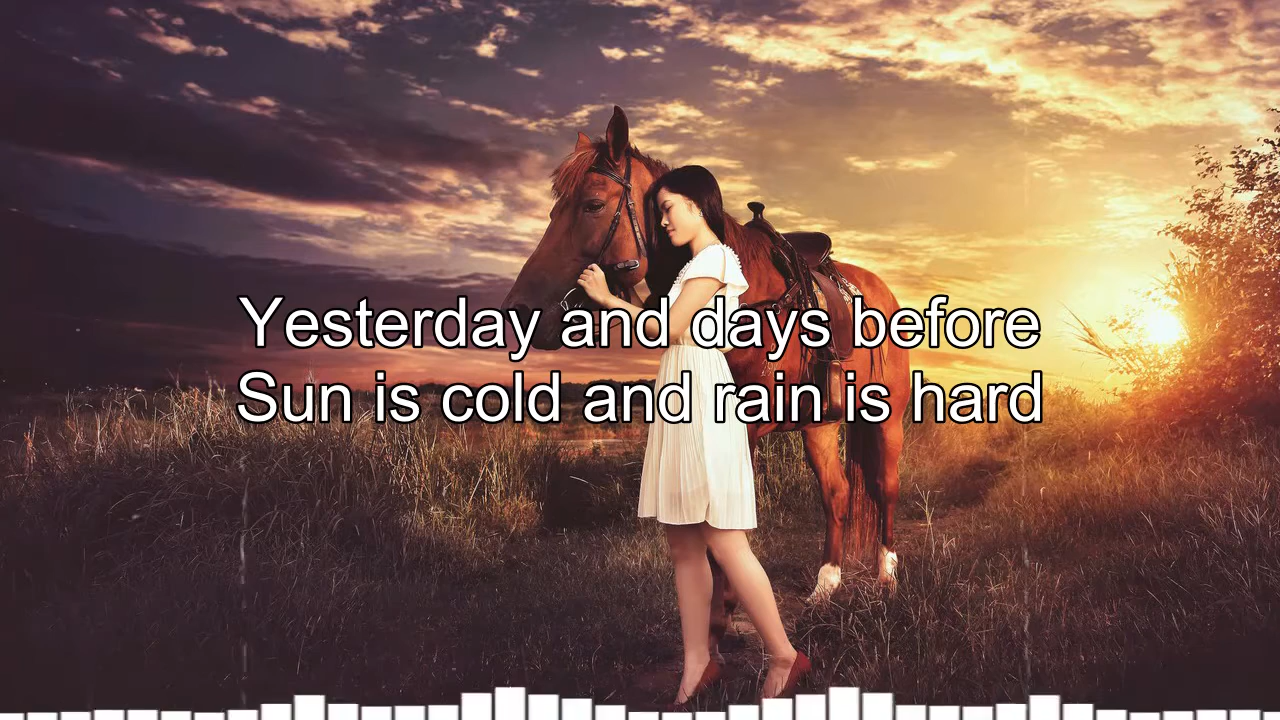 Yesterday and days before
Sun is cold and rain is hard